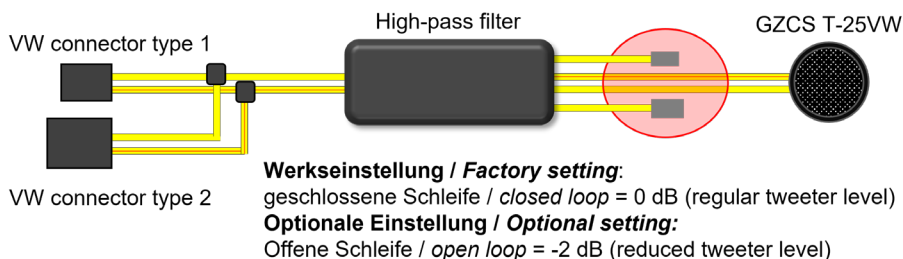 High-pass filter
GZCS T-25VW
VW connector type 1
VW connector type 2
Werkseinstellung / Factory setting:
geschlossene Schleife / closed loop = 0 dB (regular tweeter level)
Optionale Einstellung / Optional setting:
Offene Schleife / open loop = -2 dB (reduced tweeter level)